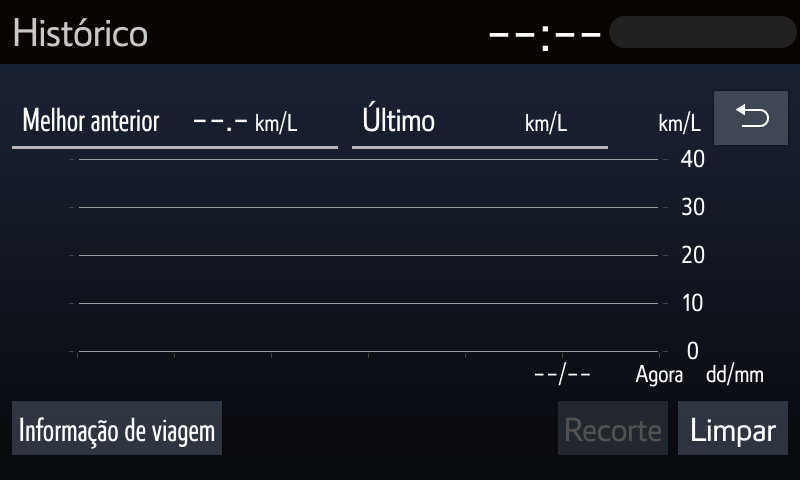 Histórico --:--
Melhor anterior --.- km/L Último km/L km/L
40
30
20
10
0
--/-- Agora dd/mm
Informação de viagem Recorte Limpar